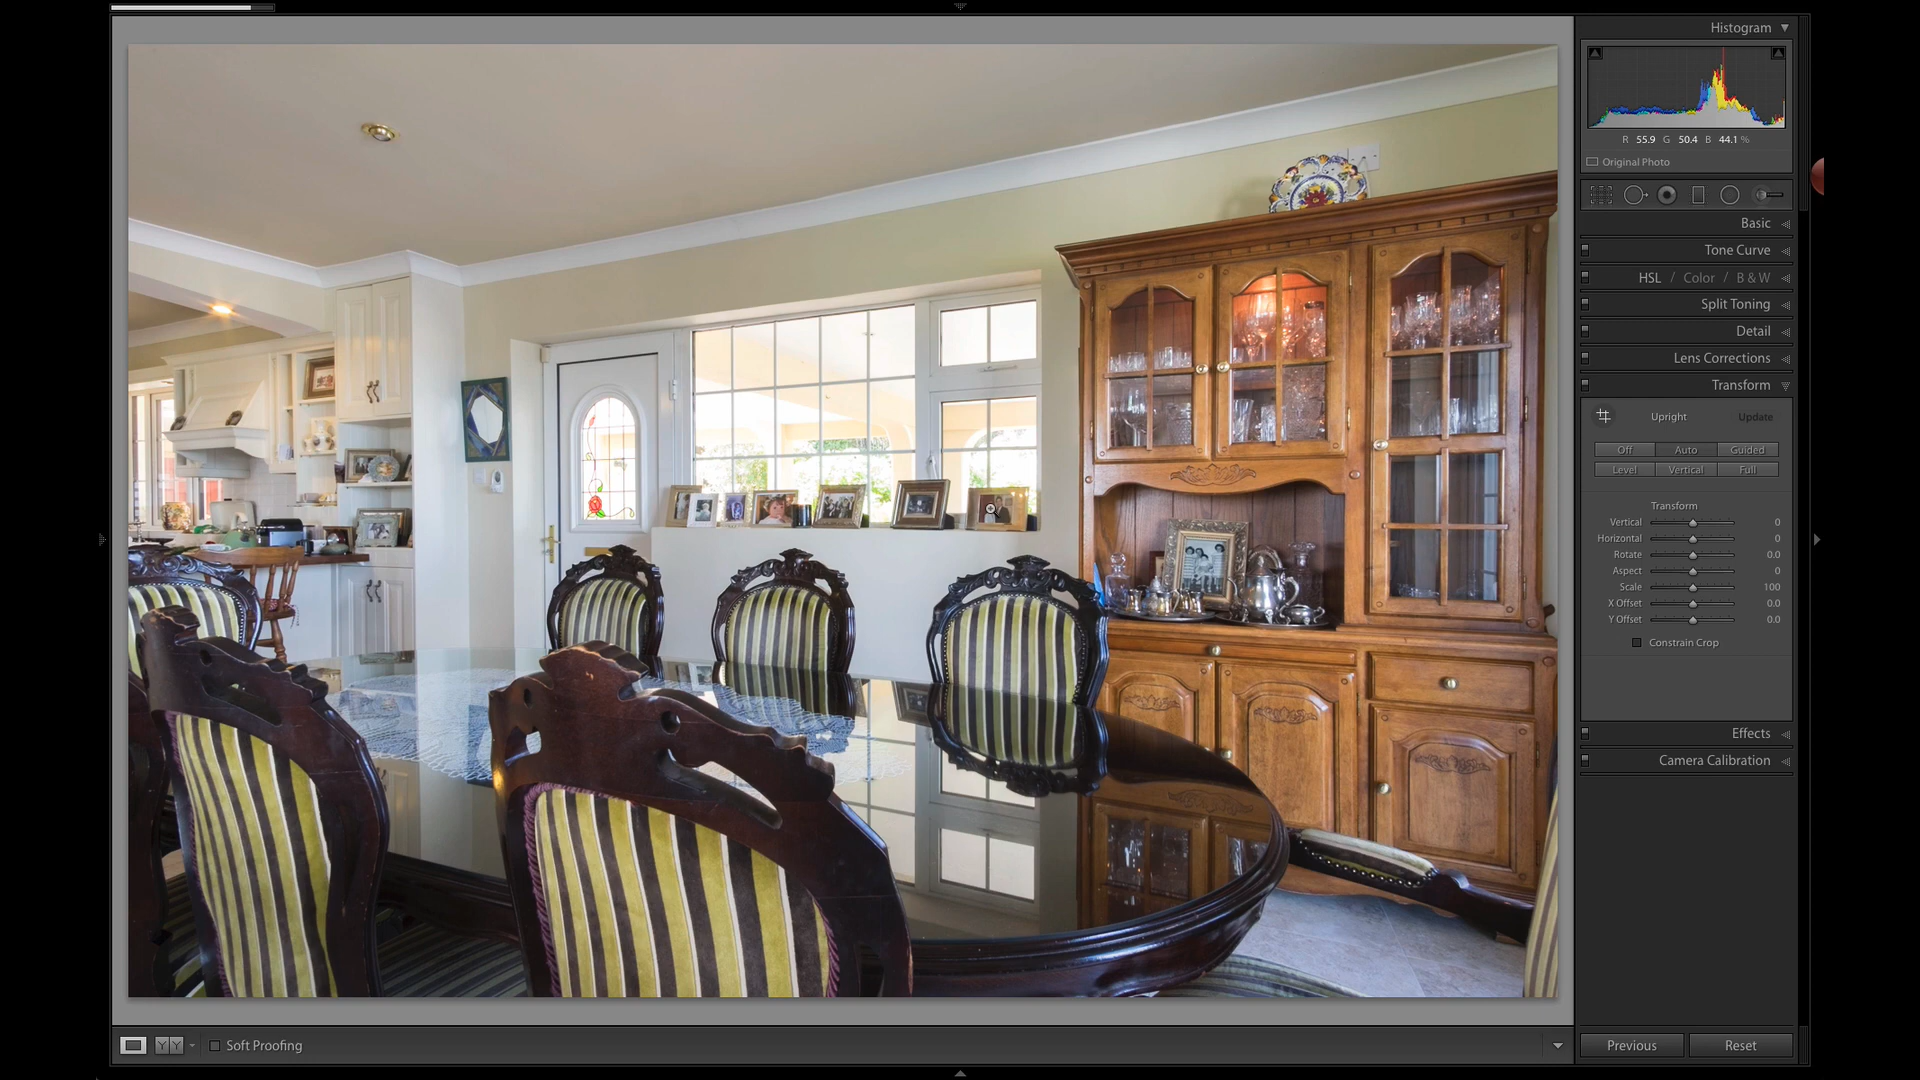 Histogram
R 55.9 G 50.4 B 44.1 %
Original Photo
Basic
Tone Curve
HSL / Color / B & W
Split Toning
Detail
Lens Corrections
Transform
Upright Update
Off Auto Guided
Level Vertical Full
Transform
Vertical 0
Horizontal 0
Rotate 0.0
Aspect 0
Scale 100
X Offset 0.0
Y Offset 0.0
Constrain Crop
Effects
Camera Calibration
Y Y Soft Proofing
Previous Reset